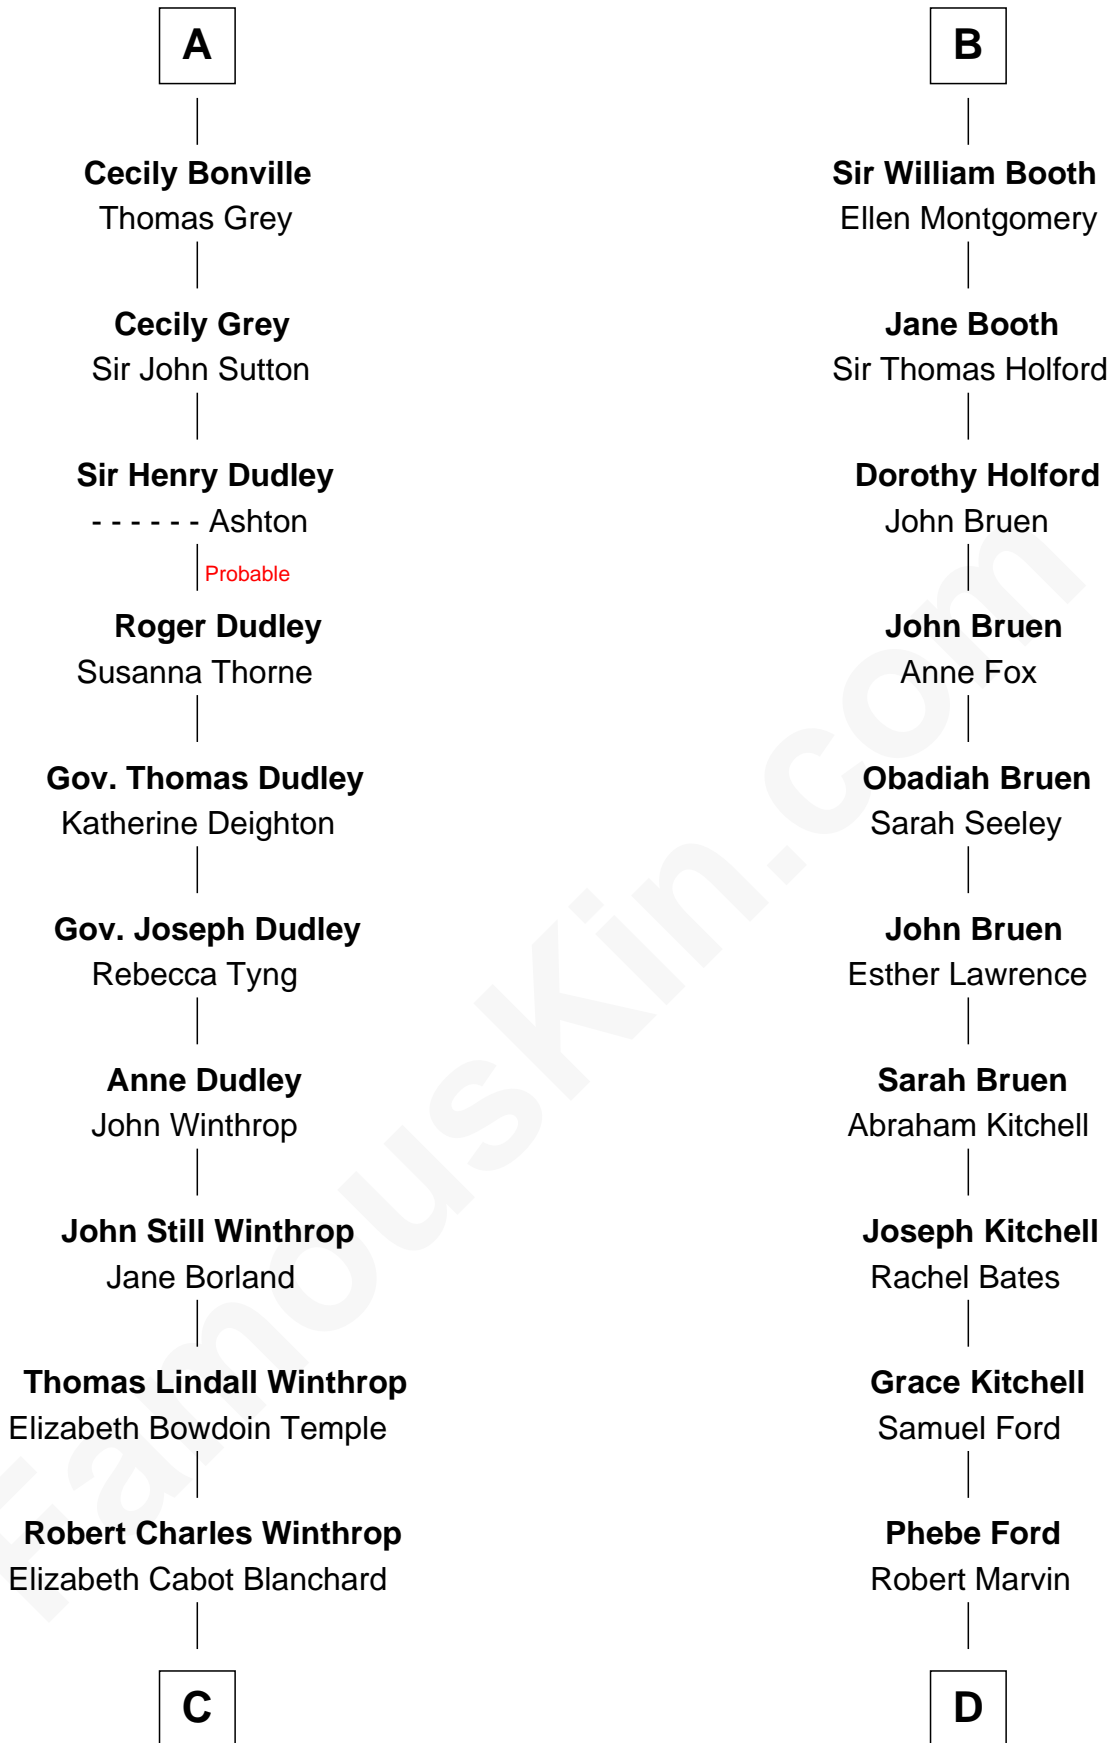 A
Cecily Bonville
Thomas Grey
Cecily Grey
Sir John Sutton
Sir Henry Dudley
- - - - - - Ashton
Probable
Roger Dudley
Susanna Thorne
Gov. Thomas Dudley
Katherine Deighton
Gov. Joseph Dudley
Rebecca Tyng
Anne Dudley
John Winthrop
John Still Winthrop
Jane Borland
Thomas Lindall Winthrop
Elizabeth Bowdoin Temple
Robert Charles Winthrop
Elizabeth Cabot Blanchard
C
B
Sir William Booth
Ellen Montgomery
Jane Booth
Sir Thomas Holford
Dorothy Holford
John Bruen
John Bruen
Anne Fox
Obadiah Bruen
Sarah Seeley
John Bruen
Esther Lawrence
Sarah Bruen
Abraham Kitchell
Joseph Kitchell
Rachel Bates
Grace Kitchell
Samuel Ford
Phebe Ford
Robert Marvin
D
FamousKin.com